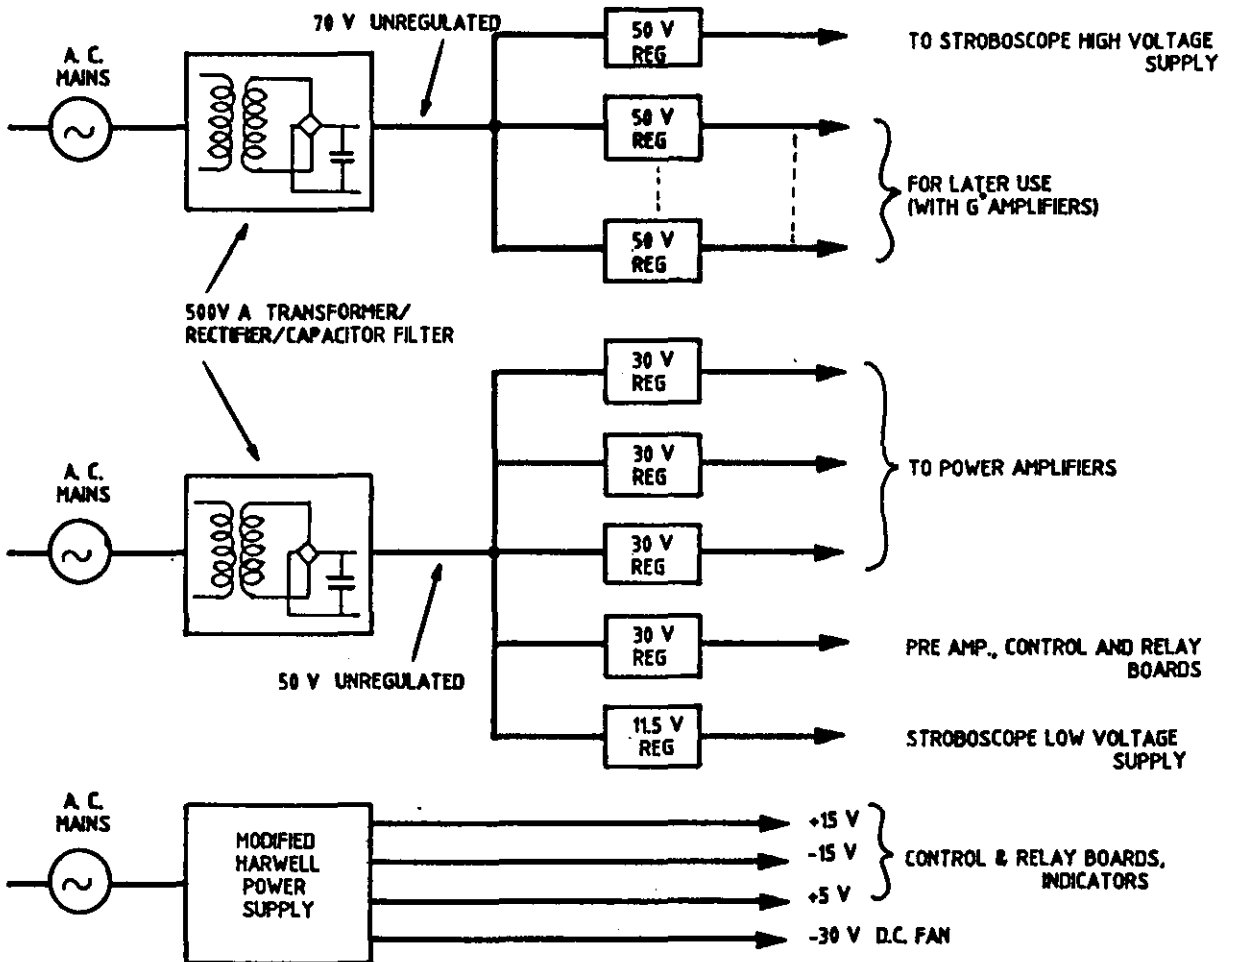 70 V UNREGULATED
A. C.
MAINS
50 V
REG
TO STROBOSCOPE HIGH VOLTAGE
SUPPLY
50 V
REG
50 V
REG
FOR LATER USE
(WITH G* AMPLIFIERS)
500V A TRANSFORMER/
RECTIFIER/CAPACITOR FILTER
A. C.
MAINS
30 V
REG
30 V
REG
30 V
REG
TO POWER AMPLIFIERS
50 V UNREGULATED
30 V
REG
PRE AMP., CONTROL AND RELAY
BOARDS
11.5 V
REG
STROBOSCOPE LOW VOLTAGE
SUPPLY
A. C.
MAINS
MODIFIED
HARWELL
POWER
SUPPLY
+15 V
-15 V
+5 V
CONTROL & RELAY BOARDS,
INDICATORS
-30 V D.C. FAN